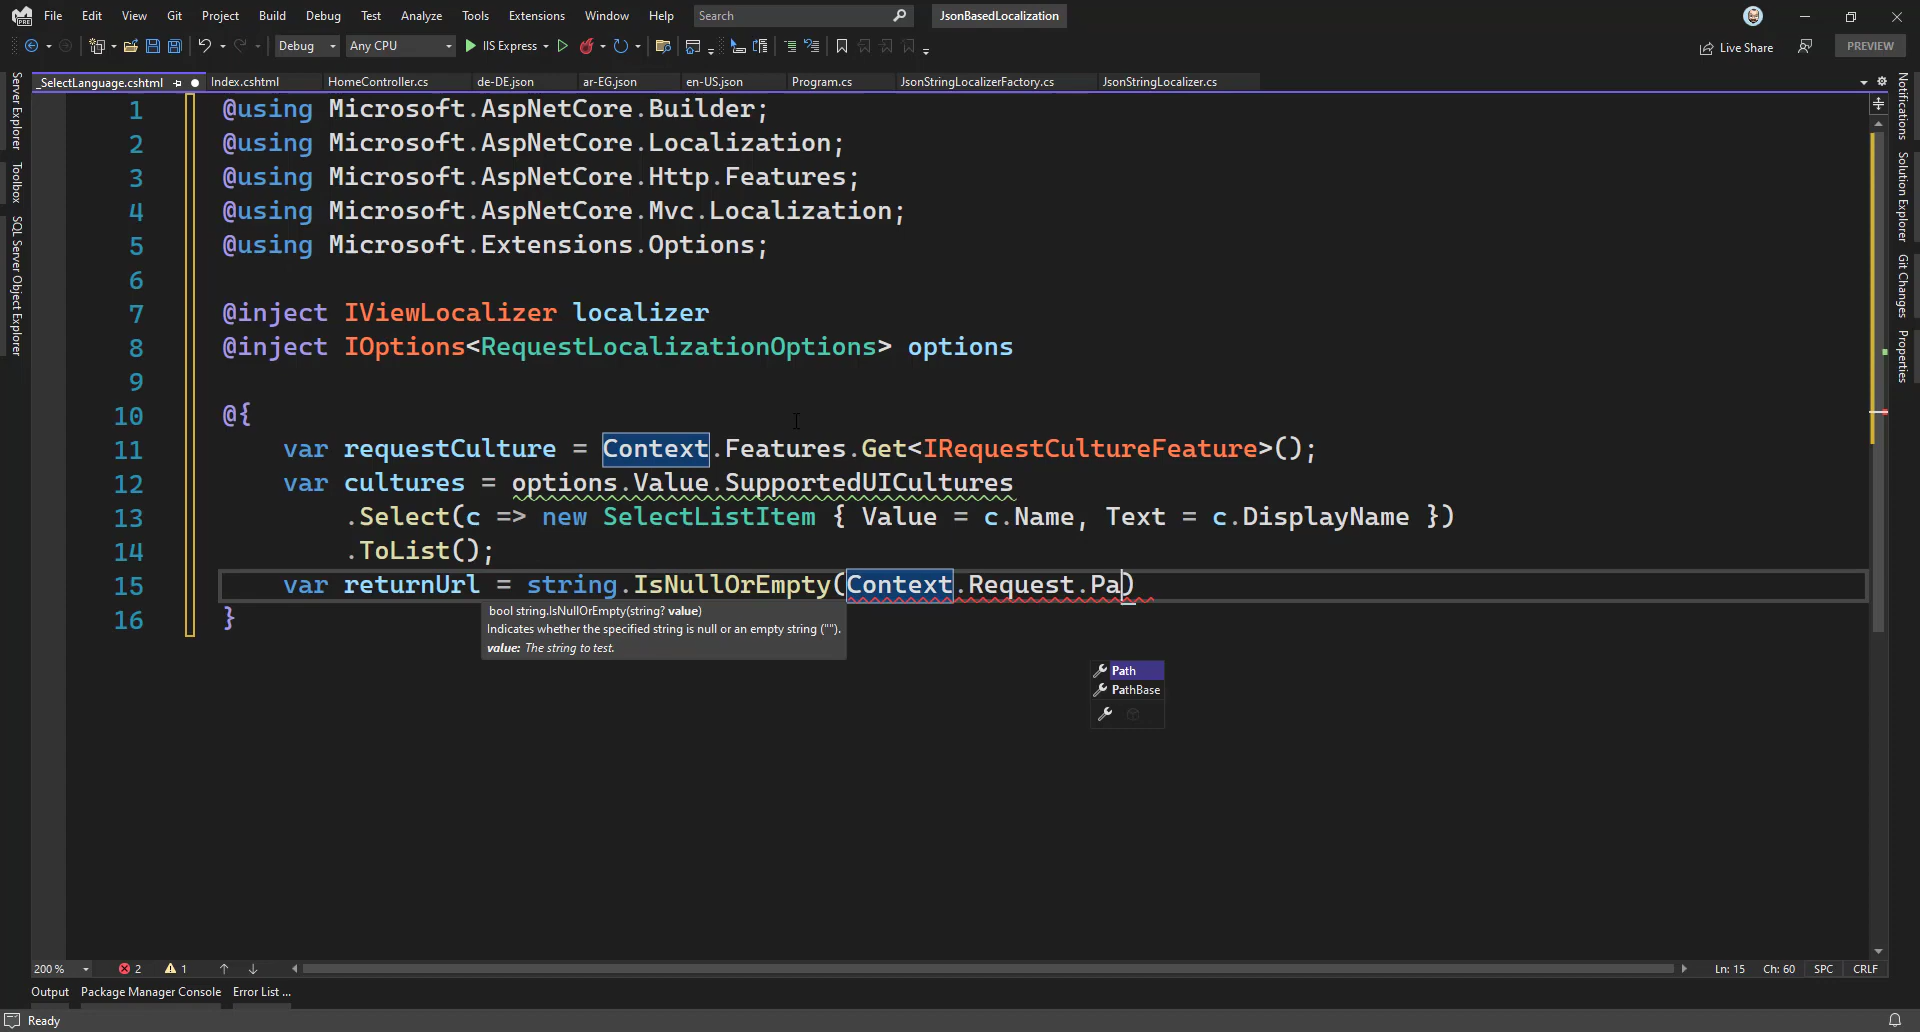 File Edit View Git Project Build Debug Test Analyze Tools Extensions Window Help Search JsonBasedLocalization
Debug Any CPU IIS Express Live Share PREVIEW
_SelectLanguage.cshtml Index.cshtml HomeController.cs de-DE.json ar-EG.json en-US.json Program.cs JsonStringLocalizerFactory.cs JsonStringLocalizer.cs
Server Explorer
Toolbox
SQL Server Object Explorer
1 @using Microsoft.AspNetCore.Builder;
2 @using Microsoft.AspNetCore.Localization;
3 @using Microsoft.AspNetCore.Http.Features;
4 @using Microsoft.AspNetCore.Mvc.Localization;
5 @using Microsoft.Extensions.Options;
6
7 @inject IViewLocalizer localizer
8 @inject IOptions<RequestLocalizationOptions> options
9
10 @{
11 var requestCulture = Context.Features.Get<IRequestCultureFeature>();
12 var cultures = options.Value.SupportedUICultures
13 .Select(c => new SelectListItem { Value = c.Name, Text = c.DisplayName })
14 .ToList();
15 var returnUrl = string.IsNullOrEmpty(Context.Request.Pa)
16 }
bool string.IsNullOrEmpty(string? value)
Indicates whether the specified string is null or an empty string ("").
value: The string to test.
Path
PathBase
Notifications
Solution Explorer
Git Changes
Properties
200 % 2 1 Ln: 15 Ch: 60 SPC CRLF
Output Package Manager Console Error List ...
Ready